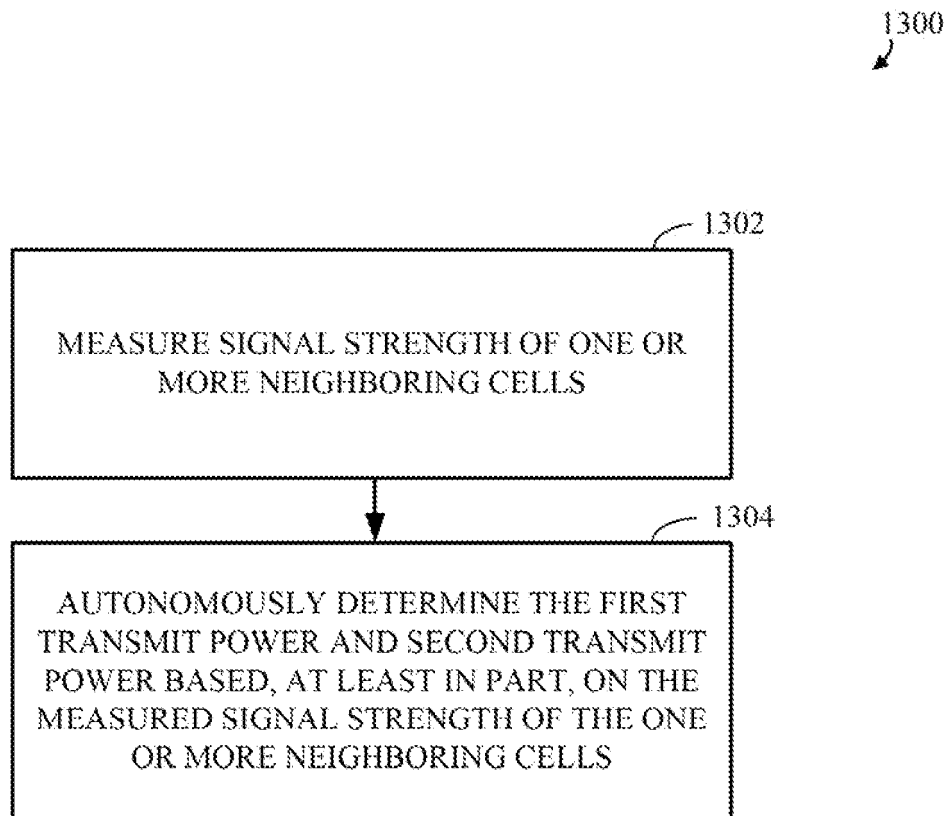 1300
1302
MEASURE SIGNAL STRENGTH OF ONE OR
MORE NEIGHBORING CELLS
1304
AUTONOMOUSLY DETERMINE THE FIRST
TRANSMIT POWER AND SECOND TRANSMIT
POWER BASED, AT LEAST IN PART, ON THE
MEASURED SIGNAL STRENGTH OF THE ONE
OR MORE NEIGHBORING CELLS